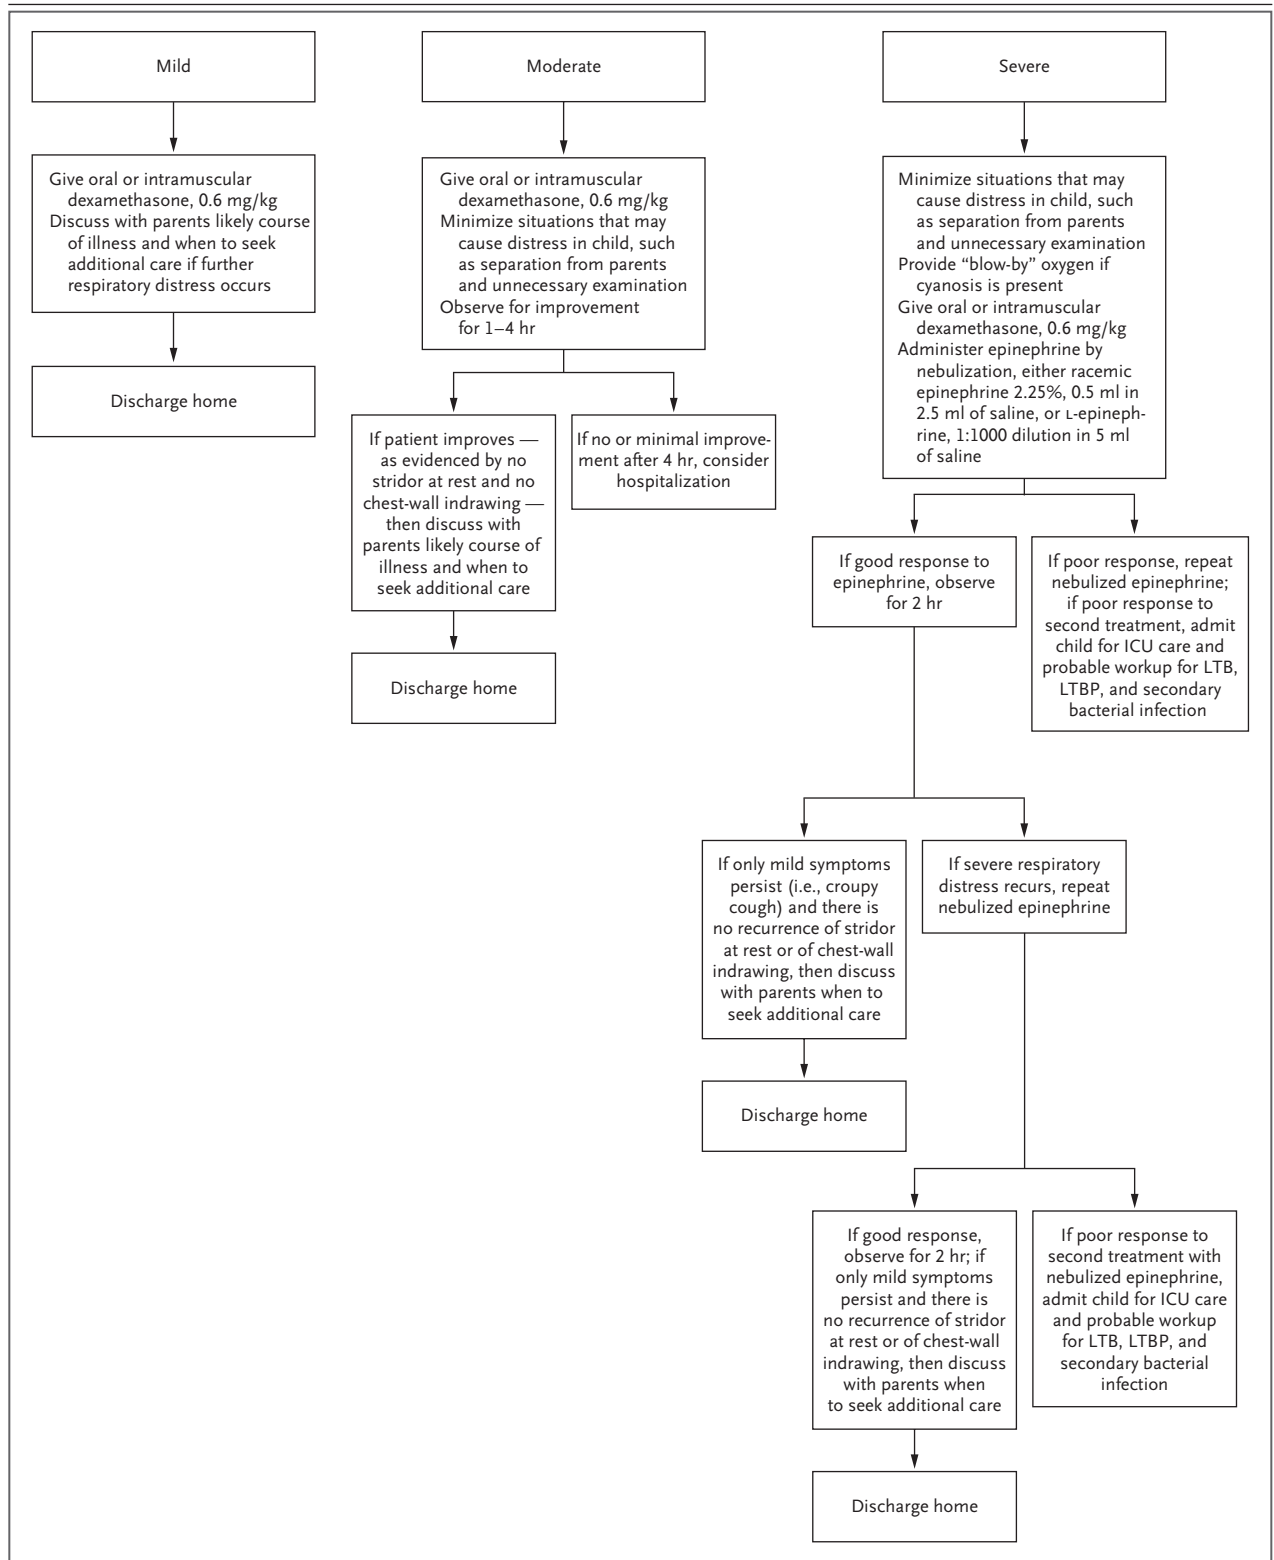 Mild
Give oral or intramuscular
dexamethasone, 0.6 mg/kg
Discuss with parents likely course
of illness and when to seek
additional care if further
respiratory distress occurs
Discharge home
Moderate
Give oral or intramuscular
dexamethasone, 0.6 mg/kg
Minimize situations that may
cause distress in child, such
as separation from parents
and unnecessary examination
Observe for improvement
for 1–4 hr
If patient improves —
as evidenced by no
stridor at rest and no
chest-wall indrawing —
then discuss with
parents likely course of
illness and when to
seek additional care
Discharge home
If no or minimal improve-
ment after 4 hr, consider
hospitalization
Severe
Minimize situations that may
cause distress in child, such
as separation from parents
and unnecessary examination
Provide “blow-by” oxygen if
cyanosis is present
Give oral or intramuscular
dexamethasone, 0.6 mg/kg
Administer epinephrine by
nebulization, either racemic
epinephrine 2.25%, 0.5 ml in
2.5 ml of saline, or ʟ-epineph-
rine, 1:1000 dilution in 5 ml
of saline
If good response to
epinephrine, observe
for 2 hr
If poor response, repeat
nebulized epinephrine;
if poor response to
second treatment, admit
child for ICU care and
probable workup for LTB,
LTBP, and secondary
bacterial infection
If only mild symptoms
persist (i.e., croupy
cough) and there is
no recurrence of stridor
at rest or of chest-wall
indrawing, then discuss
with parents when to
seek additional care
Discharge home
If severe respiratory
distress recurs, repeat
nebulized epinephrine
If good response,
observe for 2 hr; if
only mild symptoms
persist and there is
no recurrence of stridor
at rest or of chest-wall
indrawing, then discuss
with parents when
to seek additional care
Discharge home
If poor response to
second treatment with
nebulized epinephrine,
admit child for ICU care
and probable workup
for LTB, LTBP, and
secondary bacterial
infection